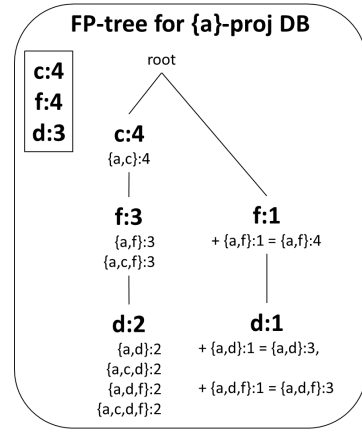 FP-tree for {a}-proj DB
c:4
f:4
d:3
root
c:4
{a,c}:4
f:3
{a,f}:3
{a,c,f}:3
d:2
{a,d}:2
{a,c,d}:2
{a,d,f}:2
{a,c,d,f}:2
f:1
+ {a,f}:1 = {a,f}:4
d:1
+ {a,d}:1 = {a,d}:3,
+ {a,d,f}:1 = {a,d,f}:3